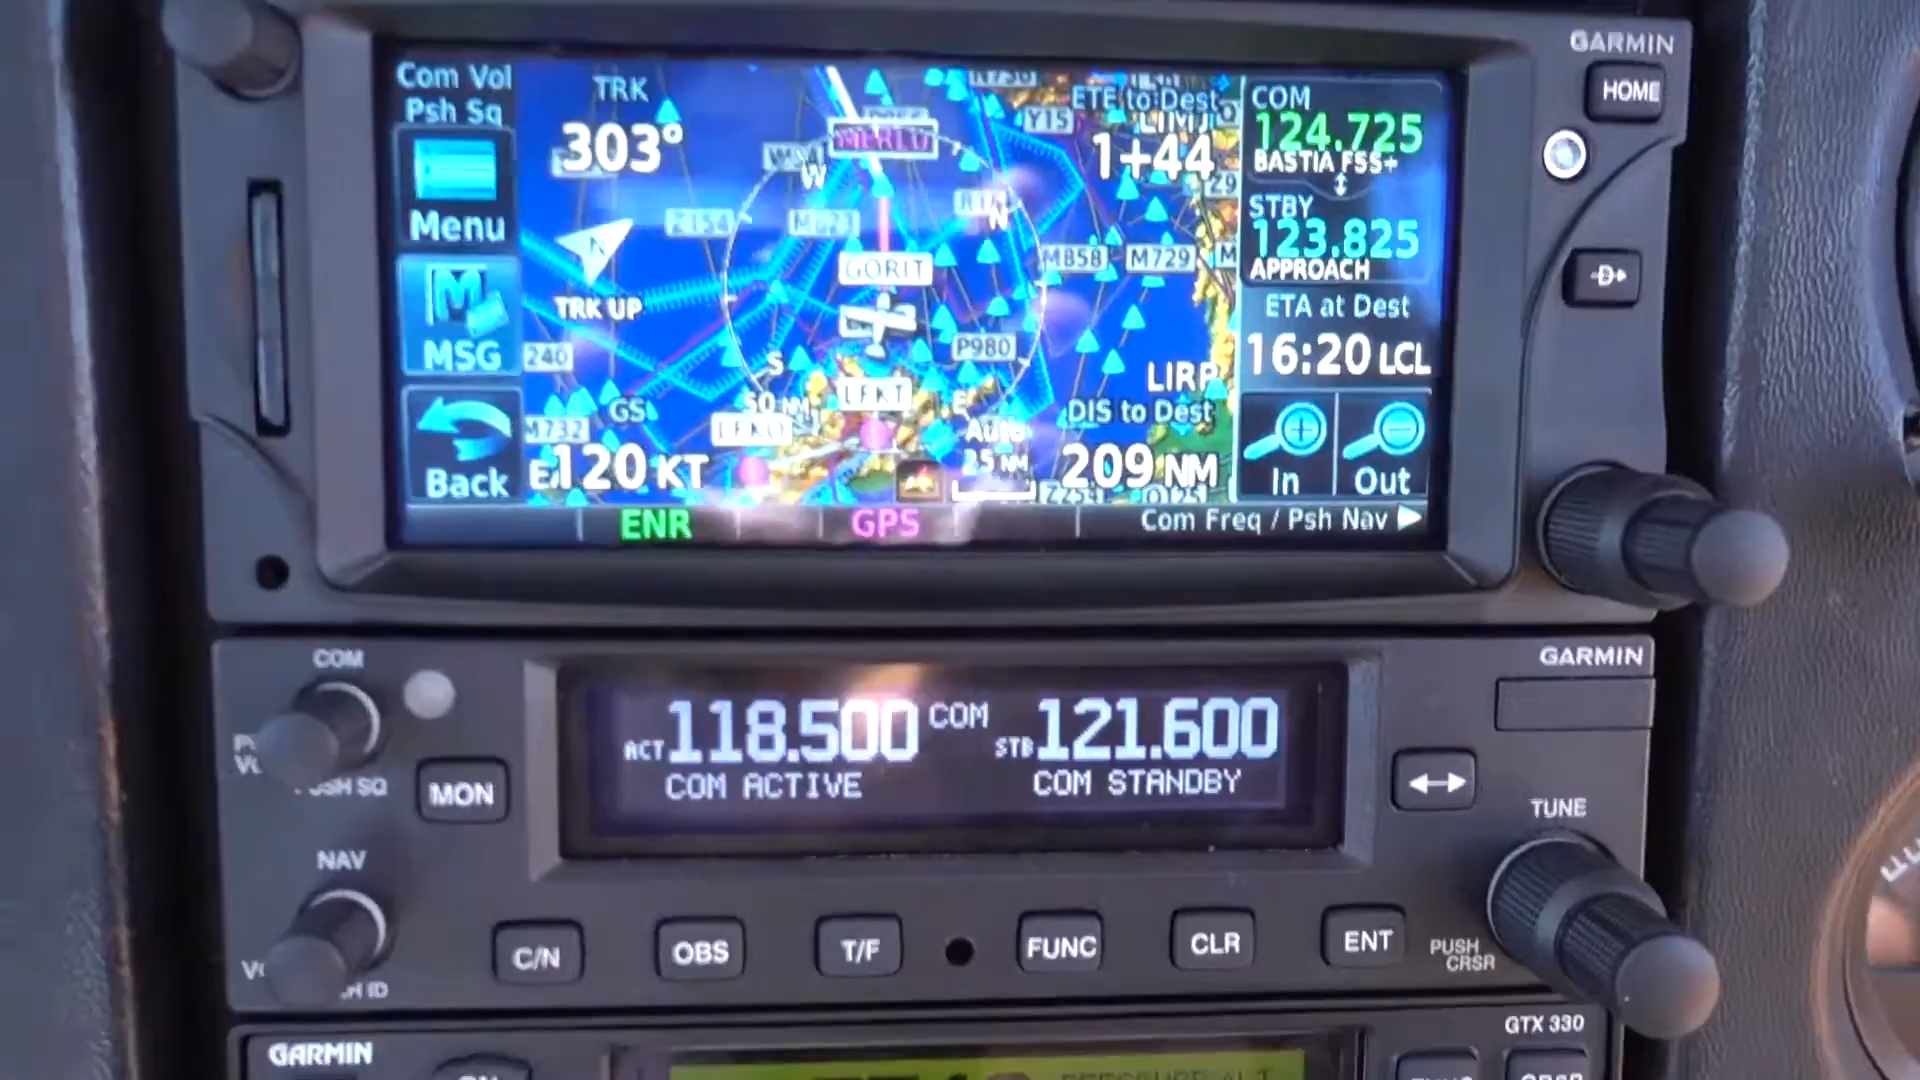 GARMIN
HOME
Com Vol
Psh Sq
Menu
MSG
Back
TRK
303°
N
TRK UP
GS
120 KT
ETE to Dest
1+44
Y15
W
N
S
E
M623
GORIT
M858
M729
P980
240
M732
LFKT
LIRP
50 NM
Auto
25 NM
DIS to Dest
209 NM
COM
124.725
BASTIA FSS+
STBY
123.825
APPROACH
ETA at Dest
16:20 LCL
In
Out
ENR
GPS
Com Freq / Psh Nav
D
GARMIN
COM
PUSH SQ
MON
ACT 118.500 COM STB 121.600
COM ACTIVE COM STANDBY
TUNE
NAV
C/N
OBS
T/F
FUNC
CLR
ENT
PUSH
CRSR
GARMIN
GTX 330